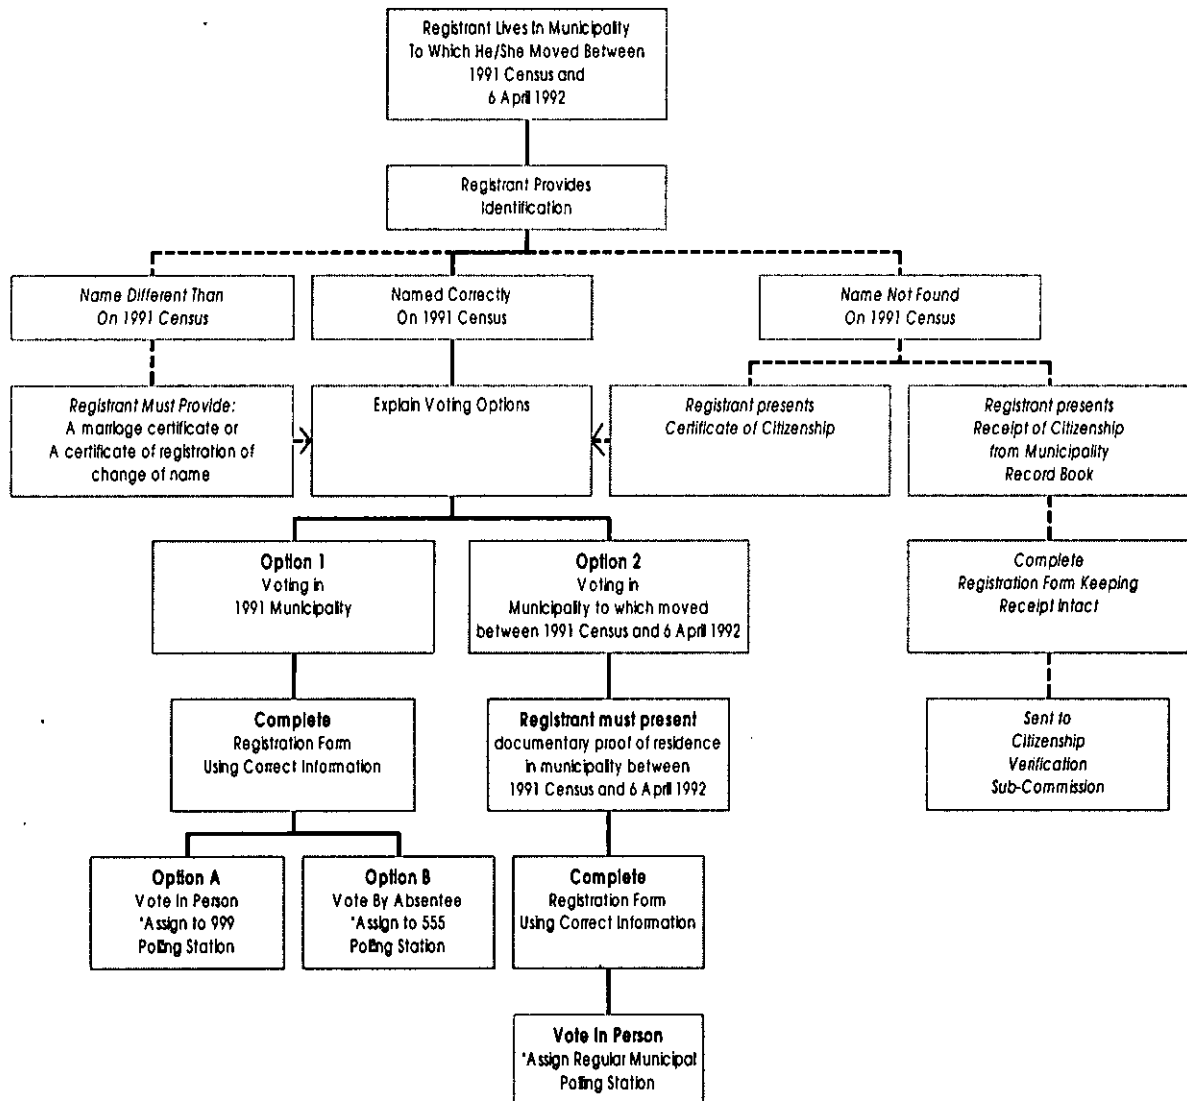 Registrant Lives In Municipality
To Which He/She Moved Between
1991 Census and
6 April 1992
Registrant Provides
Identification
Name Different Than
On 1991 Census
Named Correctly
On 1991 Census
Name Not Found
On 1991 Census
Registrant Must Provide:
A marriage certificate or
A certificate of registration of
change of name
Explain Voting Options
Registrant presents
Certificate of Citizenship
Registrant presents
Receipt of Citizenship
from Municipality
Record Book
Option 1
Voting in
1991 Municipality
Option 2
Voting in
Municipality to which moved
between 1991 Census and 6 April 1992
Complete
Registration Form Keeping
Receipt Intact
Complete
Registration Form
Using Correct Information
Registrant must present
documentary proof of residence
in municipality between
1991 Census and 6 April 1992
Sent to
Citizenship
Verification
Sub-Commission
Option A
Vote In Person
*Assign to 999
Polling Station
Option B
Vote By Absentee
*Assign to 555
Polling Station
Complete
Registration Form
Using Correct Information
Vote In Person
*Assign Regular Municipal
Polling Station